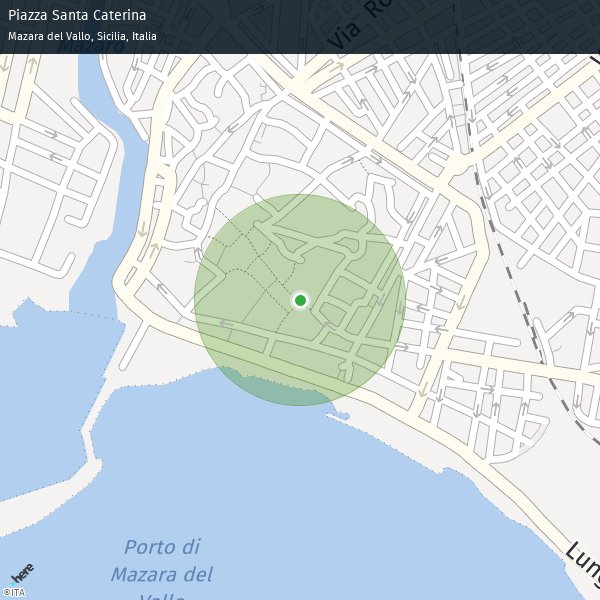 Piazza Santa Caterina
Mazara del Vallo, Sicilia, Italia
Mazaro
Via Ro
Porto di
Mazara del
Vallo
Lung
here
©ITA